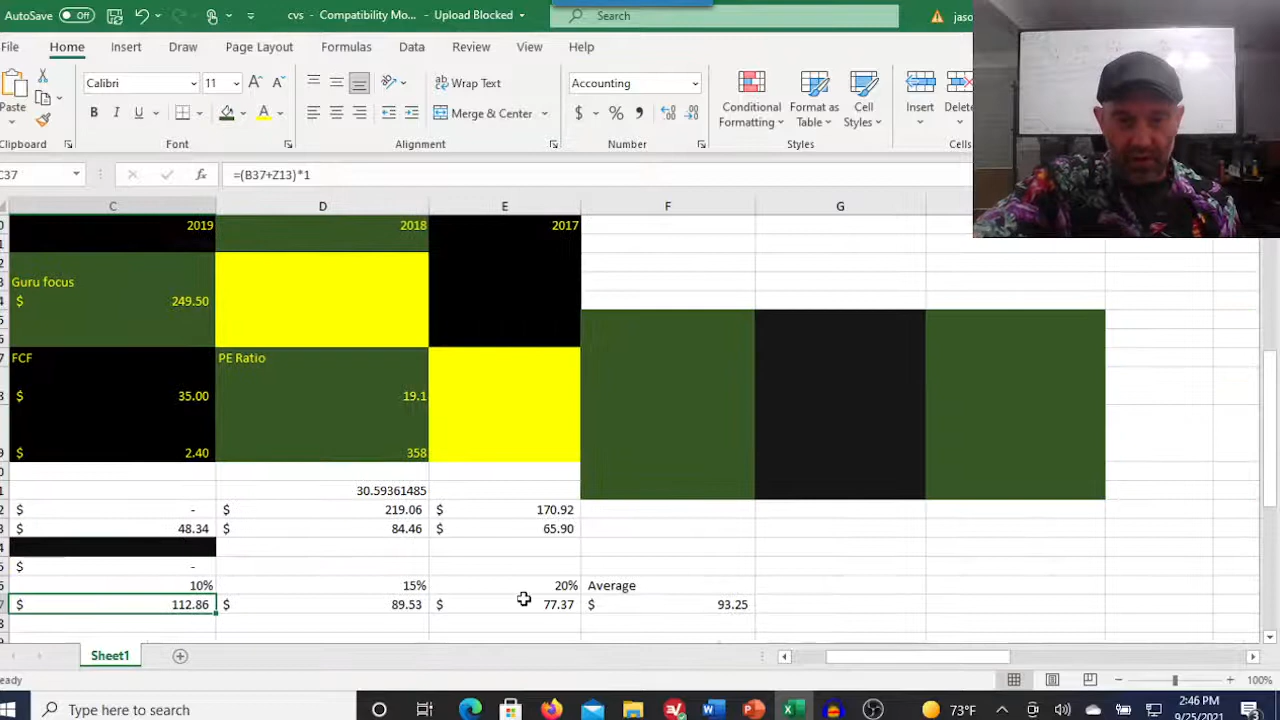 AutoSave Off cvs - Compatibility Mo... - Upload Blocked Search jaso
File Home Insert Draw Page Layout Formulas Data Review View Help
Paste Calibri 11 Wrap Text Accounting Conditional Formatting Format as Table Cell Styles Insert Delete
B I U Merge & Center $ % ,
Clipboard Font Alignment Number Styles Cells
C37 fx =(B37+Z13)*1
C D E F G
2019 2018 2017
Guru focus
$ 249.50
FCF PE Ratio
$ 35.00 19.1
$ 2.40 358
30.59361485
$ - $ 219.06 $ 170.92
$ 48.34 $ 84.46 $ 65.90
$ -
10% 15% 20% Average
$ 112.86 $ 89.53 $ 77.37 $ 93.25
Sheet1
eady 100%
Type here to search 73°F 2:46 PM
9/25/2021